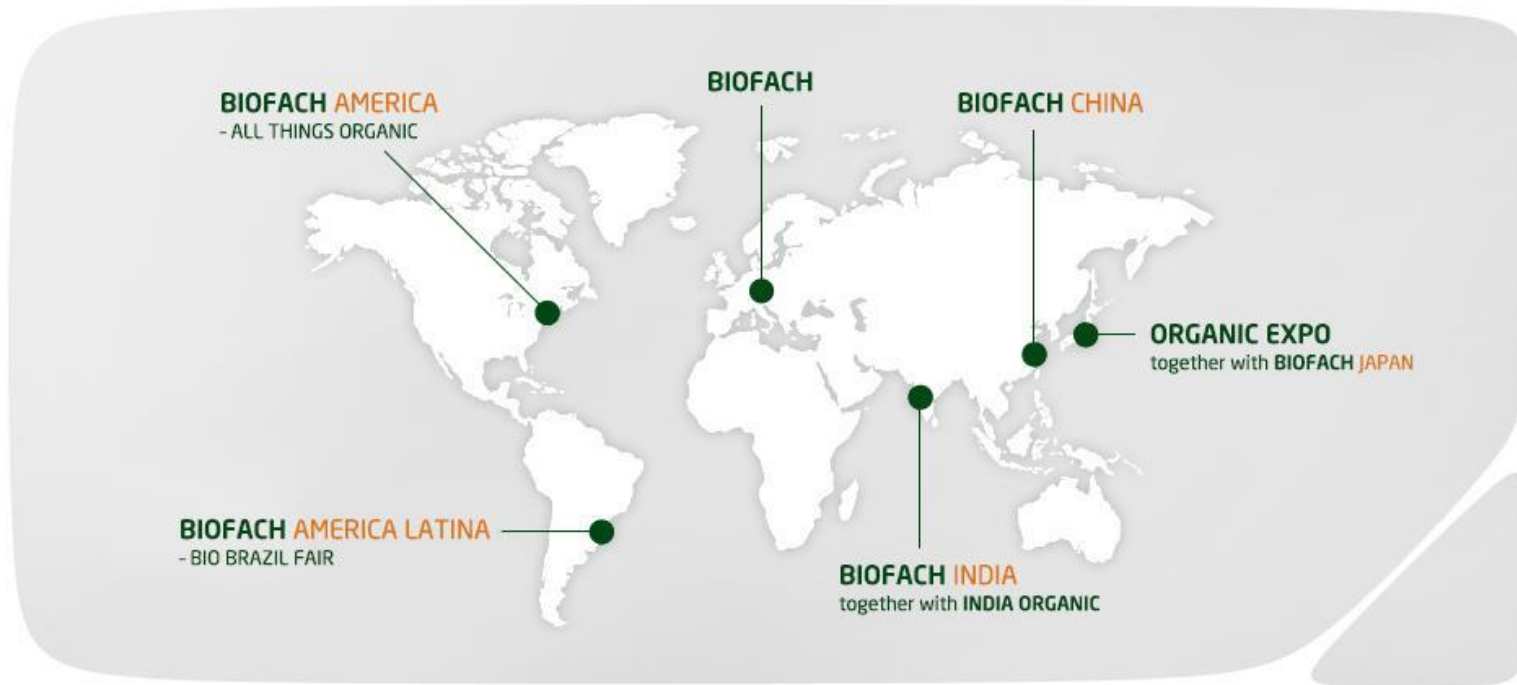 BIOFACH AMERICA
- ALL THINGS ORGANIC
BIOFACH
BIOFACH CHINA
ORGANIC EXPO
together with BIOFACH JAPAN
BIOFACH AMERICA LATINA
- BIO BRAZIL FAIR
BIOFACH INDIA
together with INDIA ORGANIC